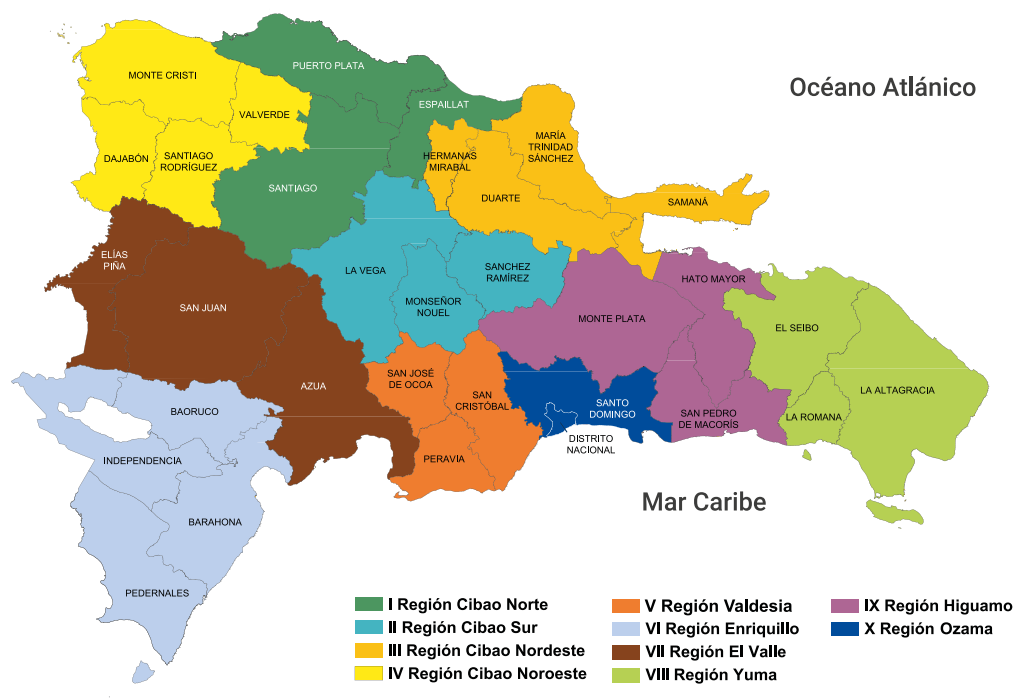 PUERTO PLATA
MONTE CRISTI
Océano Atlánico
ESPAILLAT
VALVERDE
MARÍA
TRINIDAD
SÁNCHEZ
DAJABÓN
SANTIAGO
RODRÍGUEZ
HERMANAS
MIRABAL
SANTIAGO
DUARTE
SAMANÁ
ELÍAS
PIÑA
LA VEGA
SANCHEZ
RAMÍREZ
HATO MAYOR
SAN JUAN
MONSEÑOR
NOUEL
MONTE PLATA
EL SEIBO
SAN JOSÉ
DE OCOA
AZUA
LA ALTAGRACIA
BAORUCO
SAN
CRISTÓBAL
SANTO
DOMINGO
SAN PEDRO
DE MACORÍS
LA ROMANA
DISTRITO
NACIONAL
INDEPENDENCIA
PERAVIA
Mar Caribe
BARAHONA
PEDERNALES
I Región Cibao Norte
II Región Cibao Sur
III Región Cibao Nordeste
IV Región Cibao Noroeste
V Región Valdesia
VI Región Enriquillo
VII Región El Valle
VIII Región Yuma
IX Región Higuamo
X Región Ozama